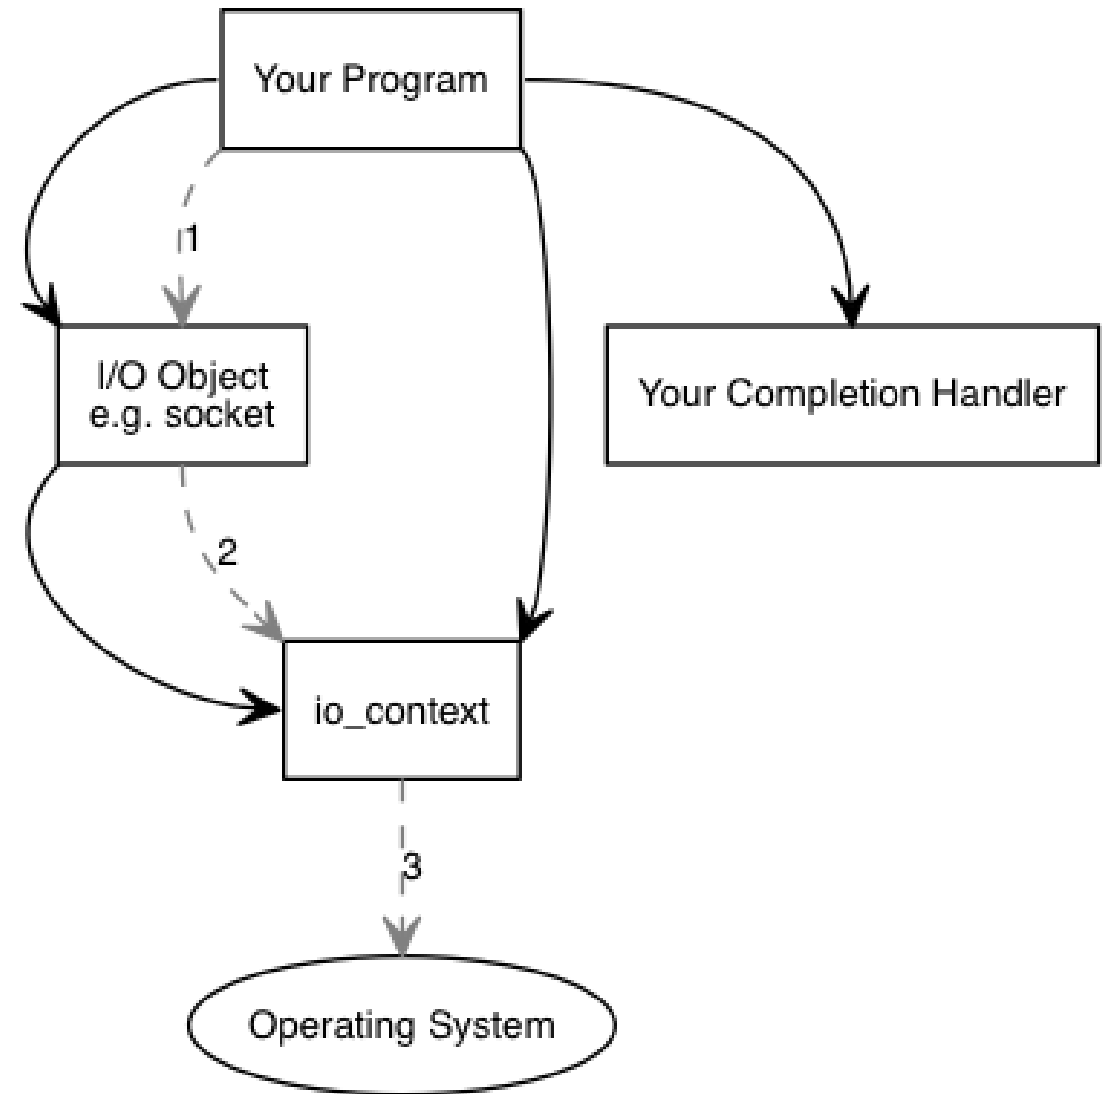 Your Program
1
I/O Object
e.g. socket
Your Completion Handler
2
io_context
3
Operating System